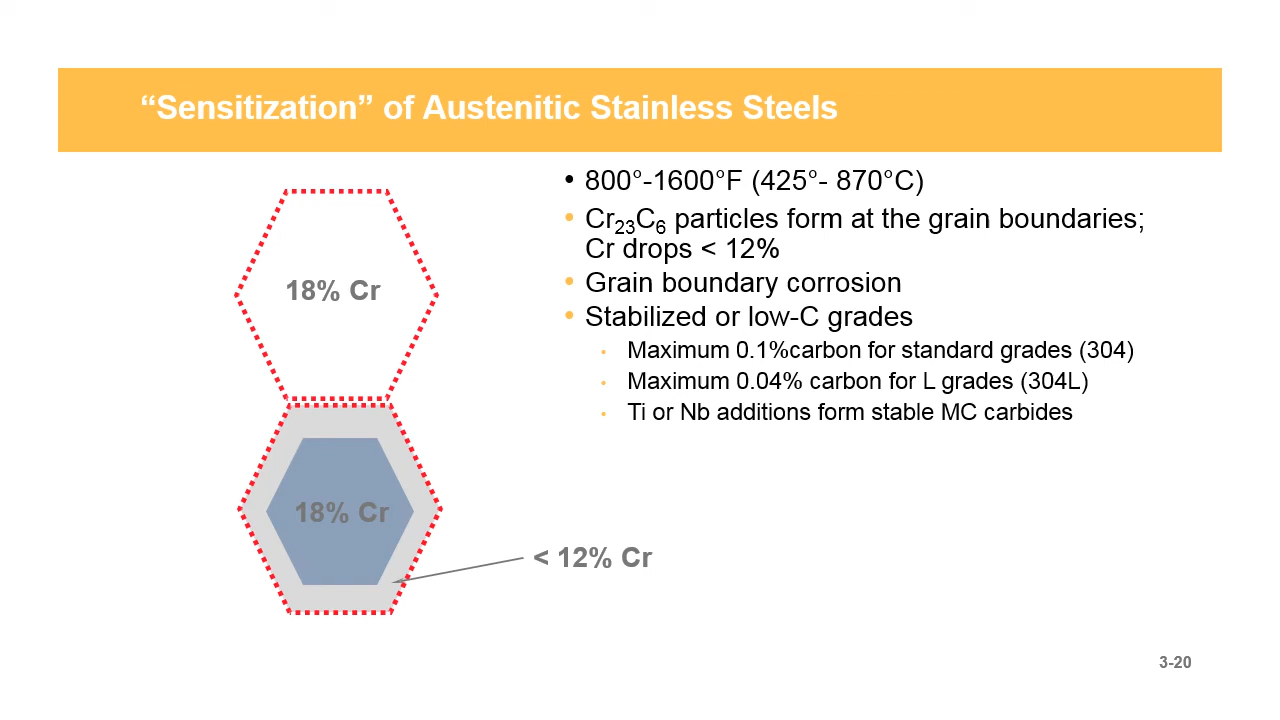 “Sensitization” of Austenitic Stainless Steels
• 800°-1600°F (425°- 870°C)
• Cr23C6 particles form at the grain boundaries;
Cr drops < 12%
• Grain boundary corrosion
• Stabilized or low-C grades
• Maximum 0.1%carbon for standard grades (304)
• Maximum 0.04% carbon for L grades (304L)
• Ti or Nb additions form stable MC carbides
18% Cr
18% Cr
< 12% Cr
3-20